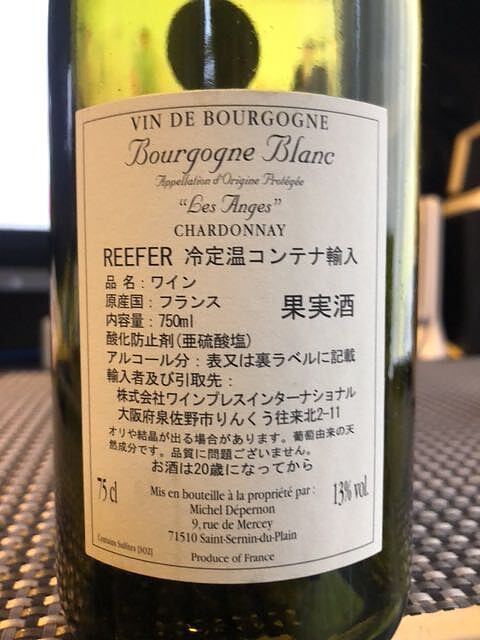 VIN DE BOURGOGNE
Bourgogne Blanc
Appellation d'Origine Protégée
"Les Anges"
CHARDONNAY
REEFER 冷定温コンテナ輸入
品 名：ワイン
原産国：フランス 果実酒
内容量：750ml
酸化防止剤(亜硫酸塩)
アルコール分：表又は裏ラベルに記載
輸入者及び引取先：
株式会社ワインプレスインターナショナル
大阪府泉佐野市りんくう往来北2-11
オリや結晶が出る場合があります。葡萄由来の天
然成分です。品質に問題ございません。
お酒は20歳になってから
75 cl Mis en bouteille à la propriété par : 13% vol.
Michel Dépernon
9, rue de Mercey
71510 Saint-Sernin-du-Plain
Contains Sulfites [SO2]
Produce of France